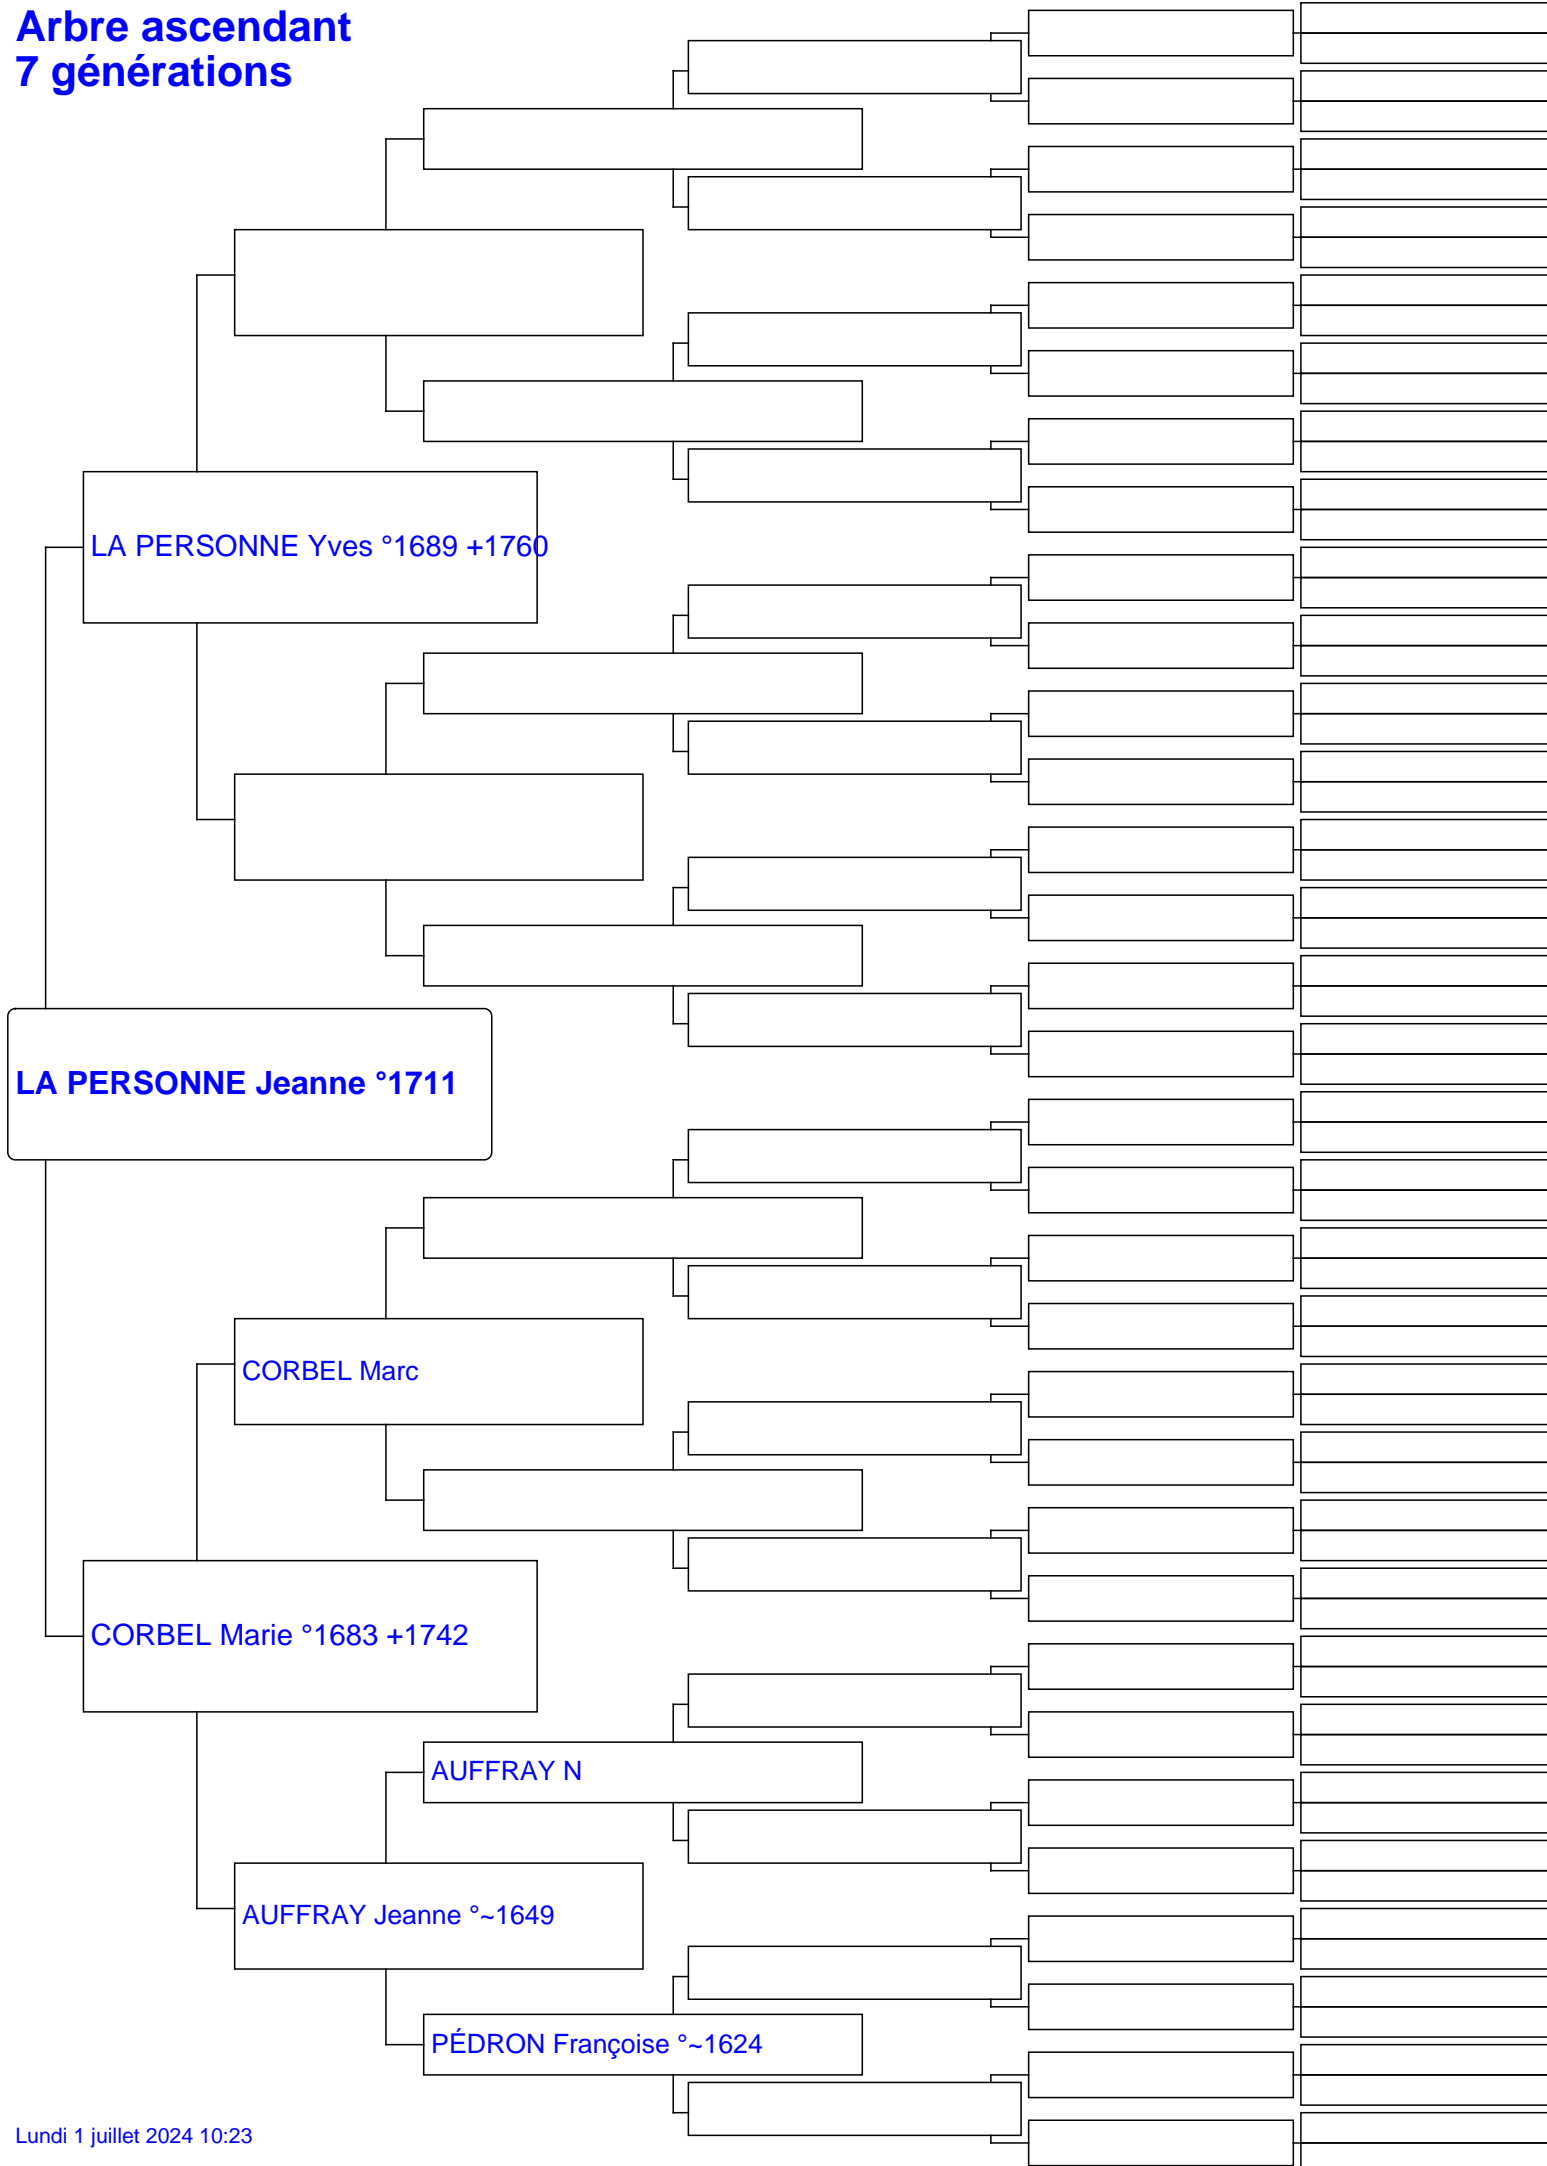 Arbre ascendant
7 générations
LA PERSONNE Yves °1689 +1760
LA PERSONNE Jeanne °1711
CORBEL Marc
CORBEL Marie °1683 +1742
AUFFRAY N
AUFFRAY Jeanne °~1649
PÉDRON Françoise °~1624
Lundi 1 juillet 2024 10:23